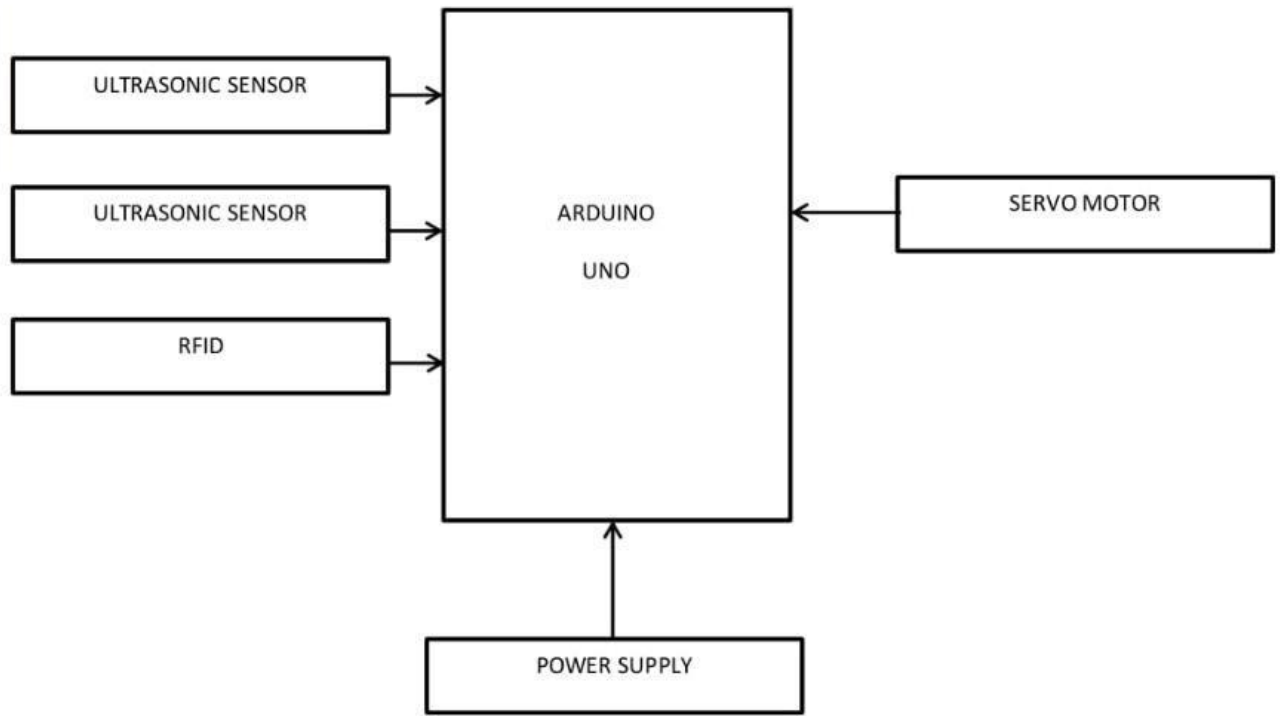 ULTRASONIC SENSOR
ULTRASONIC SENSOR
RFID
ARDUINO
UNO
SERVO MOTOR
POWER SUPPLY